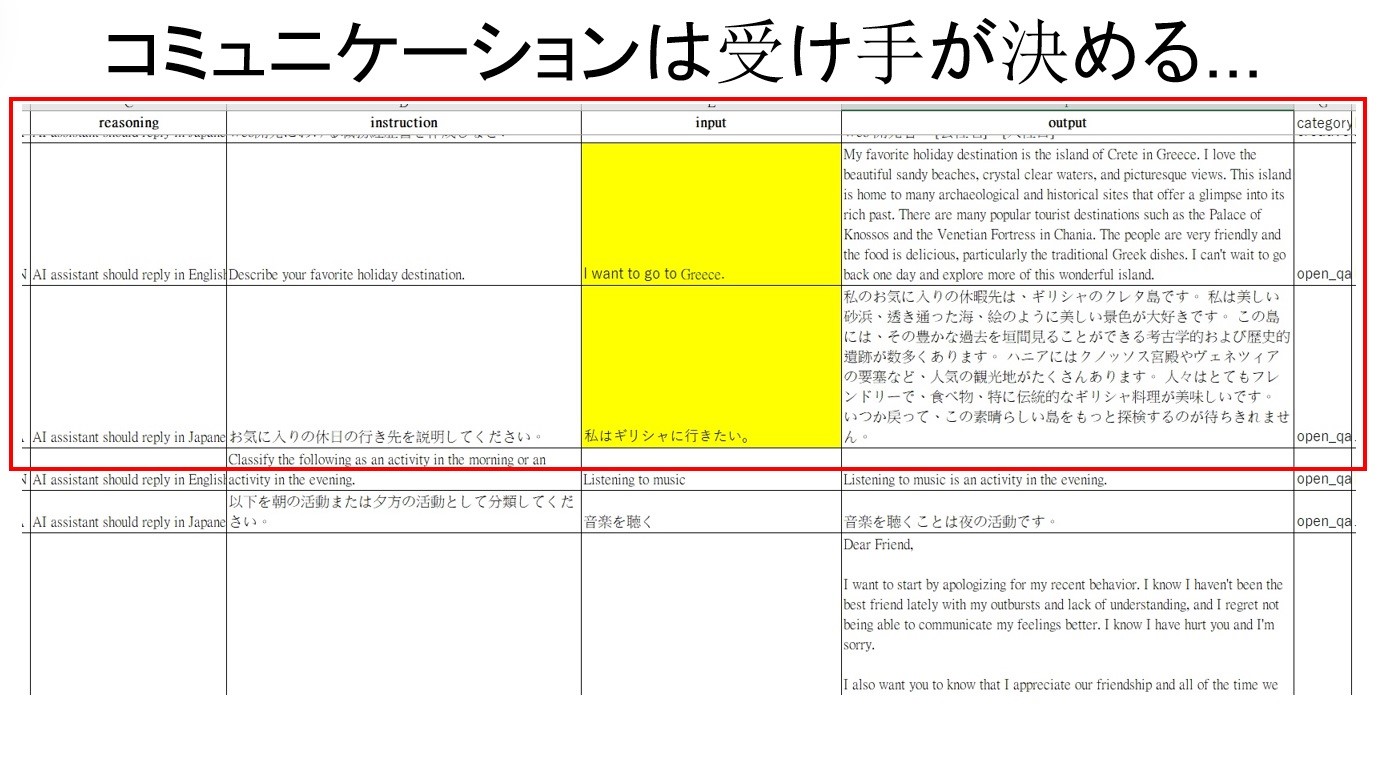 コミュニケーションは受け手が決める...
reasoning instruction input output category
My favorite holiday destination is the island of Crete in Greece. I love the
beautiful sandy beaches, crystal clear waters, and picturesque views. This island
is home to many archaeological and historical sites that offer a glimpse into its
rich past. There are many popular tourist destinations such as the Palace of
Knossos and the Venetian Fortress in Chania. The people are very friendly and
the food is delicious, particularly the traditional Greek dishes. I can't wait to go
AI assistant should reply in English Describe your favorite holiday destination. I want to go to Greece. back one day and explore more of this wonderful island. open_qa
私のお気に入りの休暇先は、ギリシャのクレタ島です。 私は美しい
砂浜、透き通った海、絵のように美しい景色が大好きです。 この島
には、その豊かな過去を垣間見ることができる考古学的および歴史的
遺跡が数多くあります。 ハニアにはクノッソス宮殿やヴェネツィア
の要塞など、人気の観光地がたくさんあります。 人々はとてもフレ
ンドリーで、食べ物、特に伝統的なギリシャ料理が美味しいです。
いつか戻って、この素晴らしい島をもっと探検するのが待ちきれませ
AI assistant should reply in Japane お気に入りの休日の行き先を説明してください。 私はギリシャに行きたい。 ん。 open_qa
Classify the following as an activity in the morning or an
AI assistant should reply in English activity in the evening. Listening to music Listening to music is an activity in the evening. open_qa
以下を朝の活動または夕方の活動として分類してくだ
AI assistant should reply in Japane さい。 音楽を聴く 音楽を聴くことは夜の活動です。 open_qa
Dear Friend,
I want to start by apologizing for my recent behavior. I know I haven't been the
best friend lately with my outbursts and lack of understanding, and I regret not
being able to communicate my feelings better. I know I have hurt you and I'm
sorry.
I also want you to know that I appreciate our friendship and all of the time we